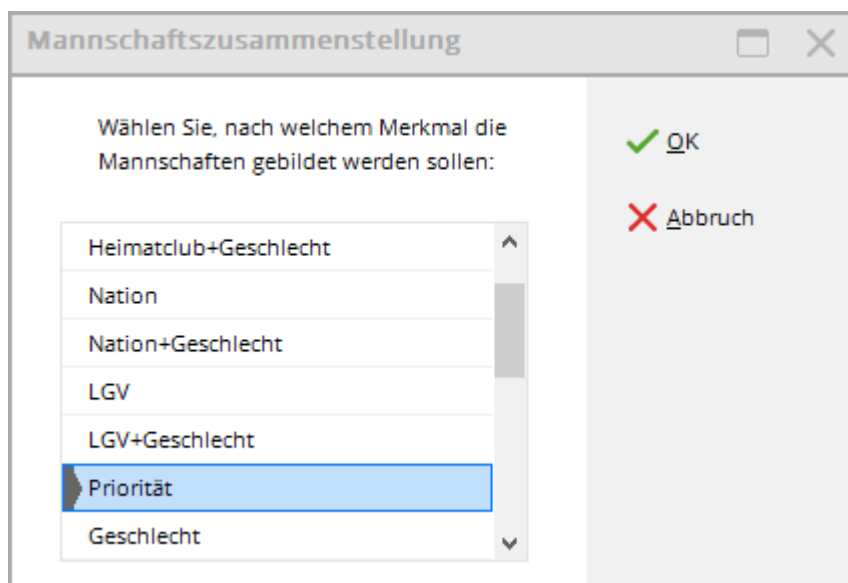 Mannschaftszusammenstellung
Wählen Sie, nach welchem Merkmal die
Mannschaften gebildet werden sollen:
Heimatclub+Geschlecht
Nation
Nation+Geschlecht
LGV
LGV+Geschlecht
Priorität
Geschlecht
OK
Abbruch